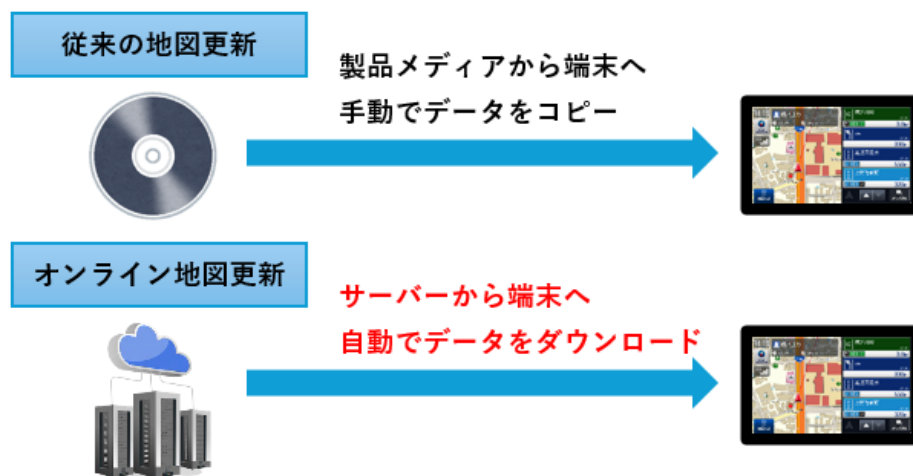 従来の地図更新
製品メディアから端末へ
手動でデータをコピー
オンライン地図更新
サーバーから端末へ
自動でデータをダウンロード